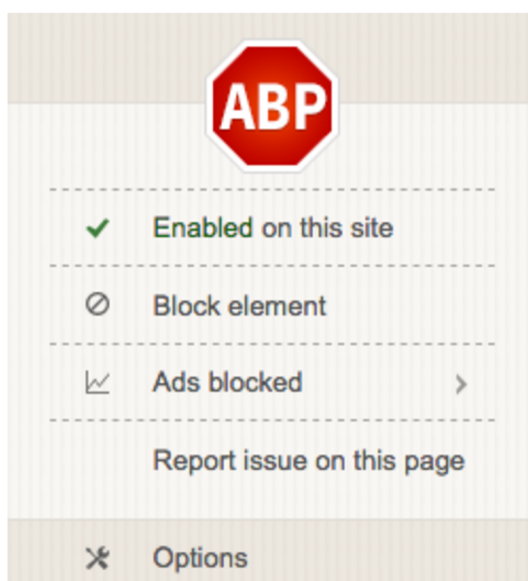 ABP
Enabled on this site
Block element
Ads blocked
Report issue on this page
Options